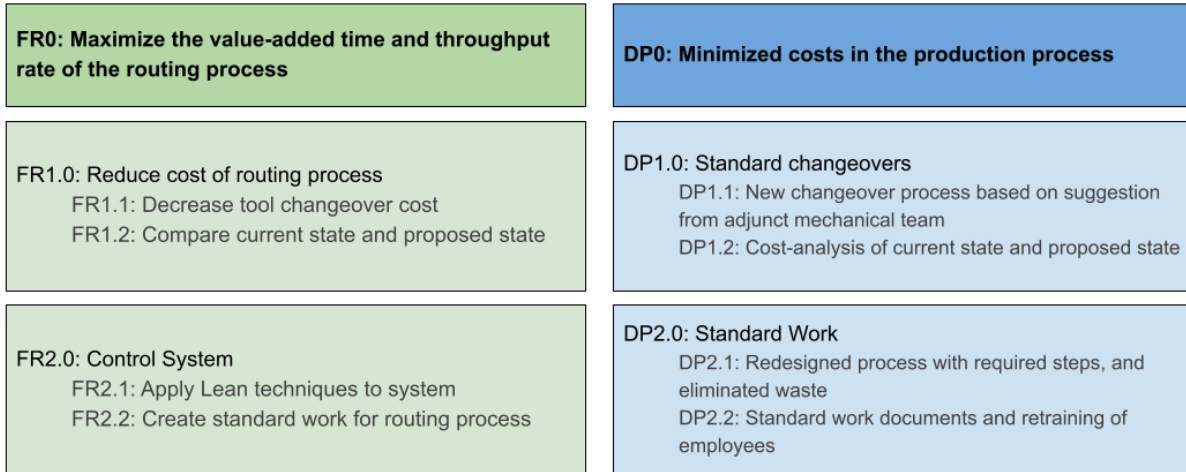 FR0: Maximize the value-added time and throughput
rate of the routing process
DP0: Minimized costs in the production process
FR1.0: Reduce cost of routing process
FR1.1: Decrease tool changeover cost
FR1.2: Compare current state and proposed state
DP1.0: Standard changeovers
DP1.1: New changeover process based on suggestion
from adjunct mechanical team
DP1.2: Cost-analysis of current state and proposed state
FR2.0: Control System
FR2.1: Apply Lean techniques to system
FR2.2: Create standard work for routing process
DP2.0: Standard Work
DP2.1: Redesigned process with required steps, and
eliminated waste
DP2.2: Standard work documents and retraining of
employees